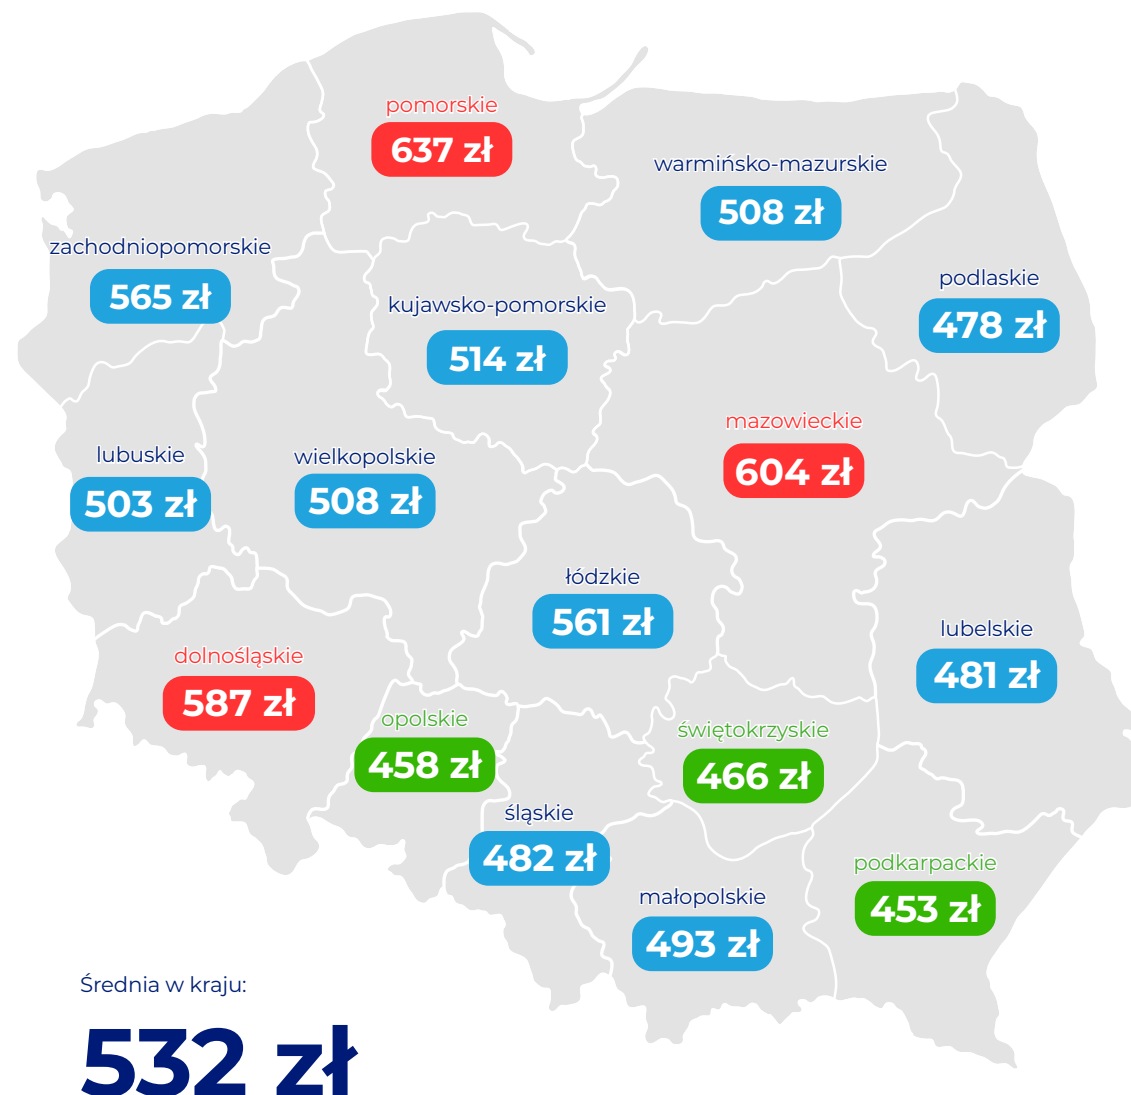 pomorskie
637 zł
warmińsko-mazurskie
508 zł
zachodniopomorskie
565 zł
podlaskie
478 zł
kujawsko-pomorskie
514 zł
mazowieckie
604 zł
lubuskie
503 zł
wielkopolskie
508 zł
łódzkie
561 zł
lubelskie
481 zł
dolnośląskie
587 zł
opolskie
458 zł
świętokrzyskie
466 zł
śląskie
482 zł
podkarpackie
453 zł
małopolskie
493 zł
Średnia w kraju:
532 zł